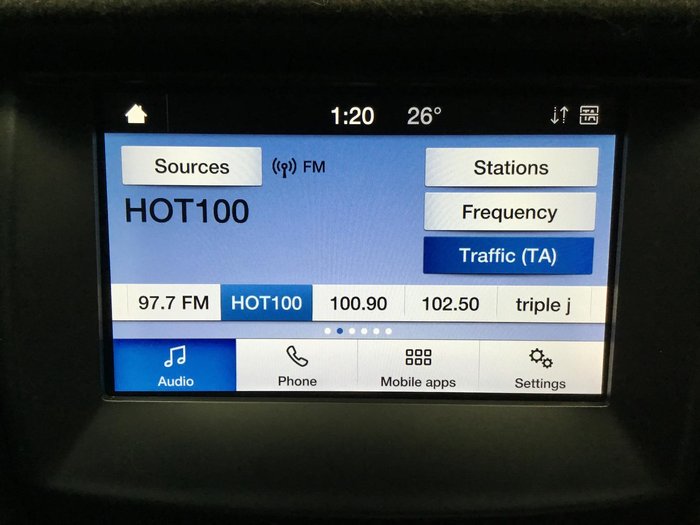 1:20 26° TA
Sources FM Stations
HOT100 Frequency
Traffic (TA)
97.7 FM HOT100 100.90 102.50 triple j
Audio Phone Mobile apps Settings